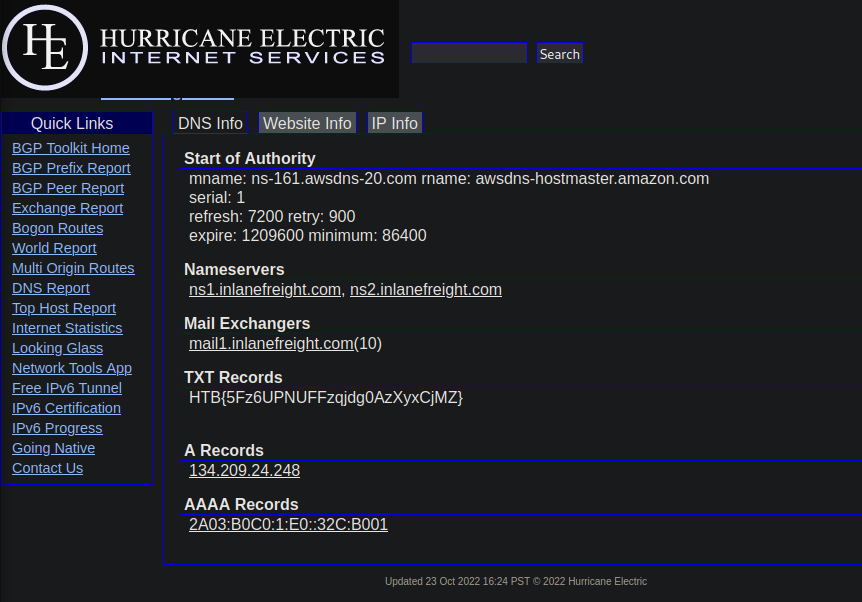 HE
HURRICANE ELECTRIC
INTERNET SERVICES
Search
Quick Links
BGP Toolkit Home
BGP Prefix Report
BGP Peer Report
Exchange Report
Bogon Routes
World Report
Multi Origin Routes
DNS Report
Top Host Report
Internet Statistics
Looking Glass
Network Tools App
Free IPv6 Tunnel
IPv6 Certification
IPv6 Progress
Going Native
Contact Us
DNS Info Website Info IP Info
Start of Authority
mname: ns-161.awsdns-20.com rname: awsdns-hostmaster.amazon.com
serial: 1
refresh: 7200 retry: 900
expire: 1209600 minimum: 86400
Nameservers
ns1.inlanefreight.com, ns2.inlanefreight.com
Mail Exchangers
mail1.inlanefreight.com(10)
TXT Records
HTB{5Fz6UPNUFFzqjdg0AzXyxCjMZ}
A Records
134.209.24.248
AAAA Records
2A03:B0C0:1:E0::32C:B001
Updated 23 Oct 2022 16:24 PST © 2022 Hurricane Electric